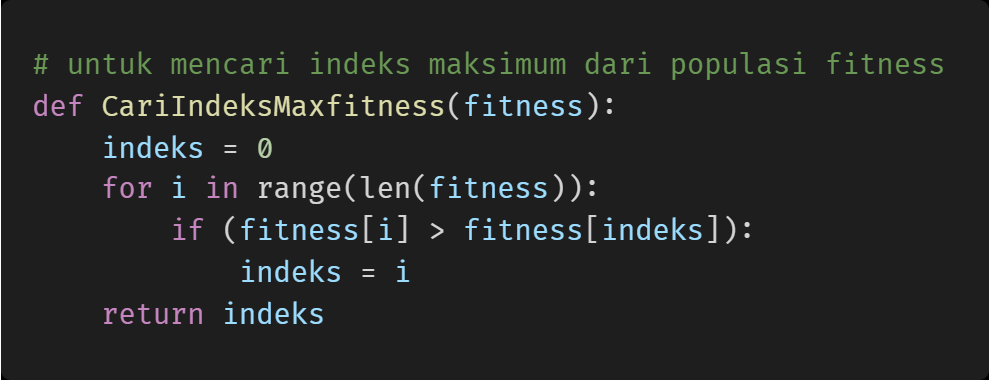 # untuk mencari indeks maksimum dari populasi fitness
def CariIndeksMaxfitness(fitness):
    indeks = 0
    for i in range(len(fitness)):
        if (fitness[i] > fitness[indeks]):
            indeks = i
    return indeks